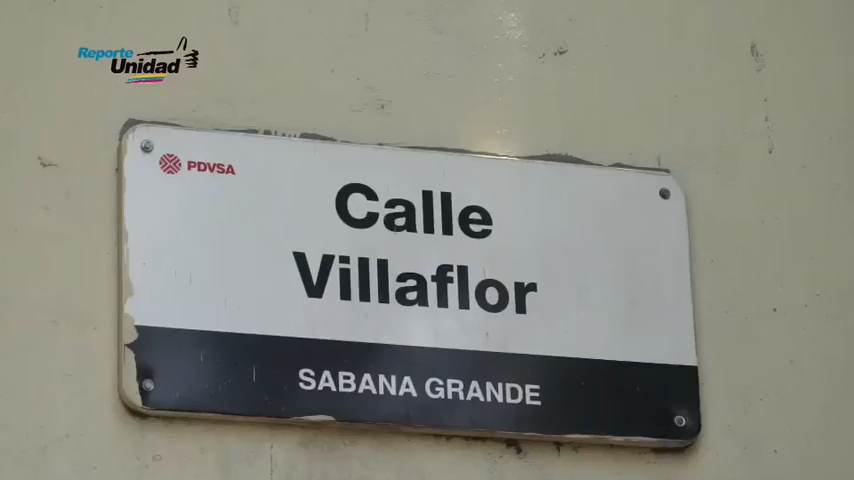 Reporte
Unidad
PDVSA
Calle
Villaflor
SABANA GRANDE